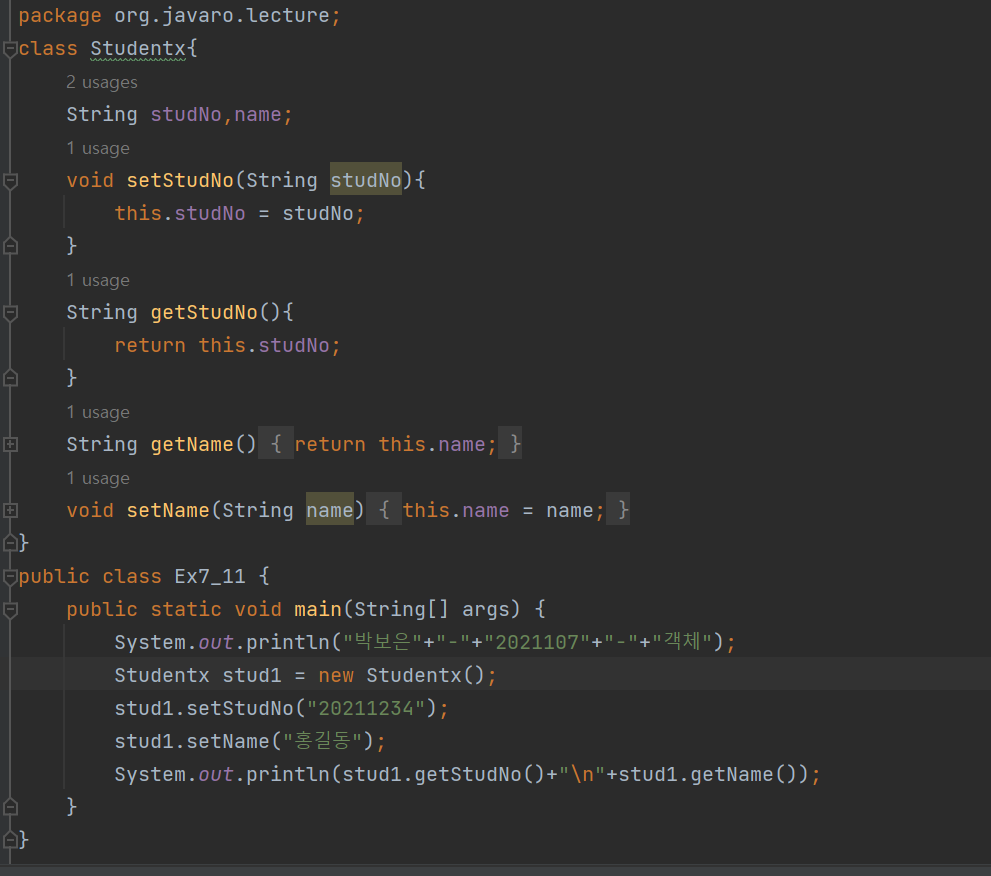 package org.javaro.lecture;
class Studentx{
2 usages
String studNo,name;
1 usage
void setStudNo(String studNo){
this.studNo = studNo;
}
1 usage
String getStudNo(){
return this.studNo;
}
1 usage
String getName() { return this.name; }
1 usage
void setName(String name) { this.name = name; }
}
public class Ex7_11 {
public static void main(String[] args) {
System.out.println("박보은"+"-"+"2021107"+"-"+"객체");
Studentx stud1 = new Studentx();
stud1.setStudNo("20211234");
stud1.setName("홍길동");
System.out.println(stud1.getStudNo()+"\n"+stud1.getName());
}
}